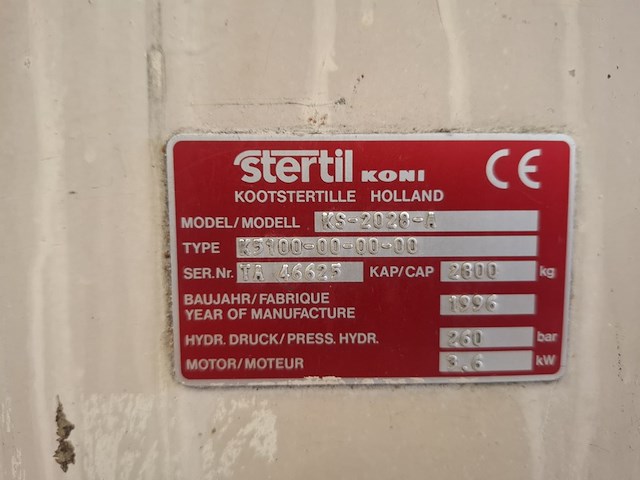 stertil KONI CE
KOOTSTERTILLE HOLLAND
MODEL/MODELL KS-2028-A
TYPE K5100-00-00-00
SER.Nr. TA 46625 KAP/CAP 2800 kg
BAUJAHR/FABRIQUE
YEAR OF MANUFACTURE 1996
HYDR. DRUCK/PRESS. HYDR. 260 bar
MOTOR/MOTEUR 3.6 kW